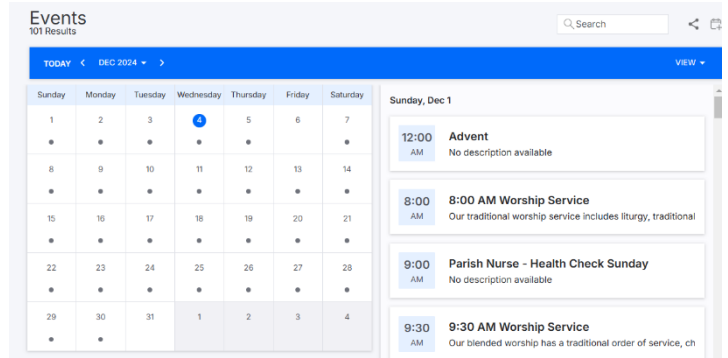 Events
101 Results
Search
TODAY
DEC 2024
VIEW
Sunday Monday Tuesday Wednesday Thursday Friday Saturday
1 2 3 4 5 6 7
8 9 10 11 12 13 14
15 16 17 18 19 20 21
22 23 24 25 26 27 28
29 30 31 1 2 3 4
Sunday, Dec 1
12:00 AM
Advent
No description available
8:00 AM
8:00 AM Worship Service
Our traditional worship service includes liturgy, traditional
9:00 AM
Parish Nurse - Health Check Sunday
No description available
9:30 AM
9:30 AM Worship Service
Our blended worship has a traditional order of service, ch